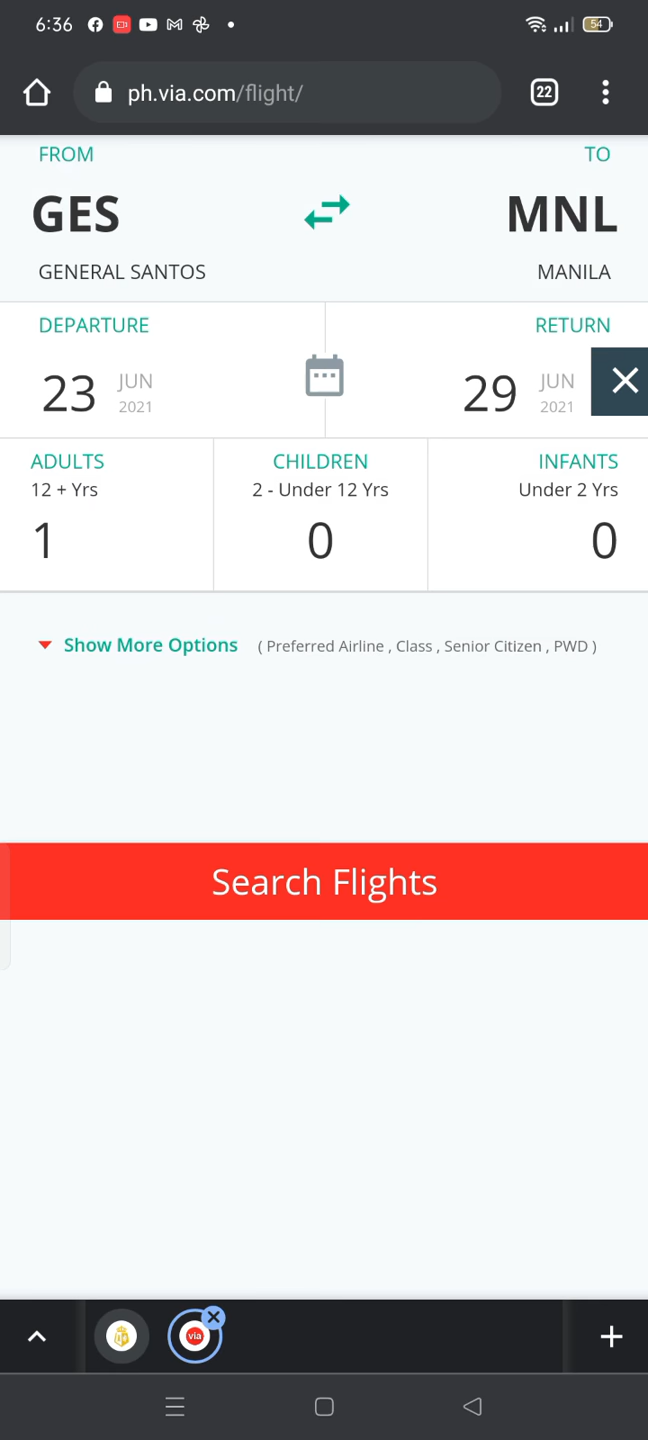 6:36
54
ph.via.com/flight/
22
FROM
TO
GES
MNL
GENERAL SANTOS
MANILA
DEPARTURE
RETURN
23 JUN 2021
29 JUN 2021
ADULTS
12 + Yrs
1
CHILDREN
2 - Under 12 Yrs
0
INFANTS
Under 2 Yrs
0
Show More Options ( Preferred Airline , Class , Senior Citizen , PWD )
Search Flights
via